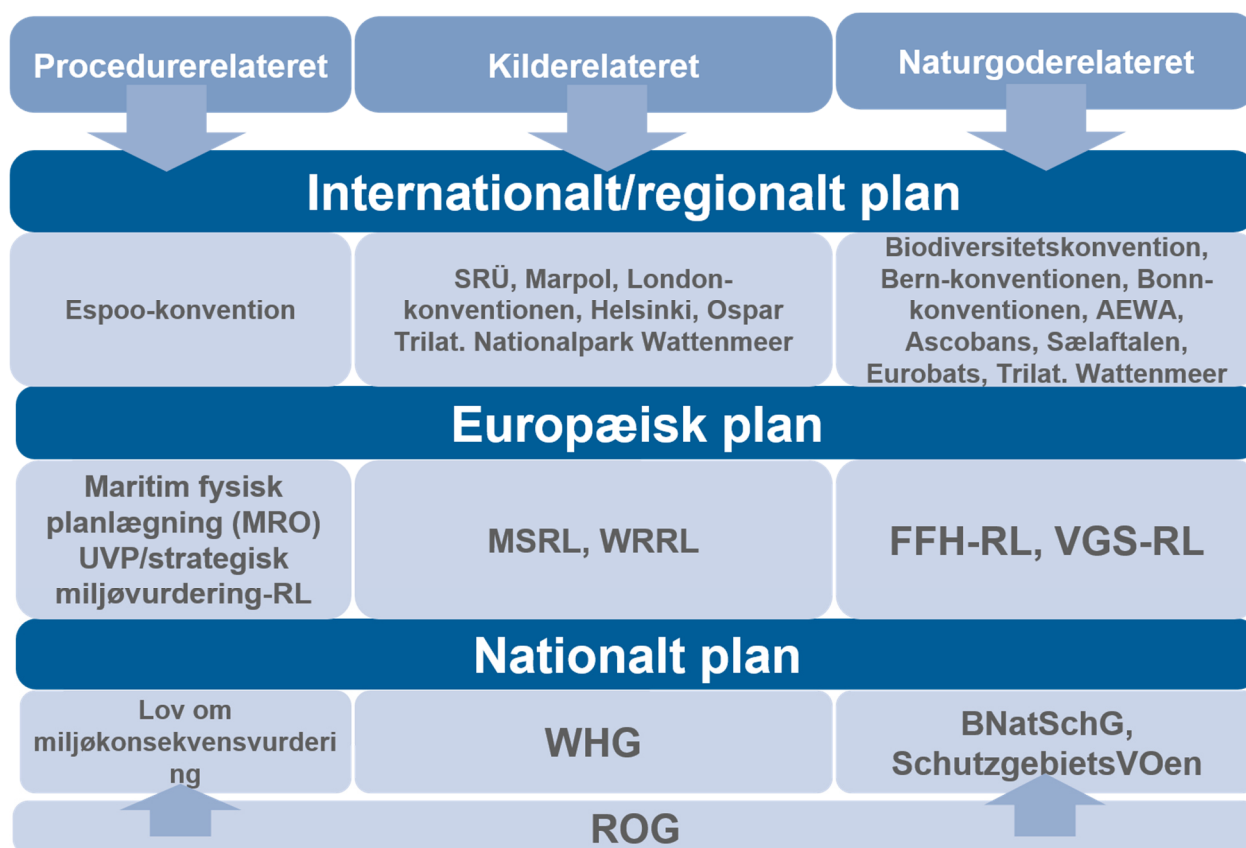 Procedurerelateret
Kilderelateret
Naturgoderelateret
Internationalt/regionalt plan
Espoo-konvention
SRÜ, Marpol, London-
konventionen, Helsinki, Ospar
Trilat. Nationalpark Wattenmeer
Biodiversitetskonvention,
Bern-konventionen, Bonn-
konventionen, AEWA,
Ascobans, Sælaftalen,
Eurobats, Trilat. Wattenmeer
Europæisk plan
Maritim fysisk
planlægning (MRO)
UVP/strategisk
miljøvurdering-RL
MSRL, WRRL
FFH-RL, VGS-RL
Nationalt plan
Lov om
miljøkonsekvensvurderi
ng
WHG
BNatSchG,
SchutzgebietsVOen
ROG